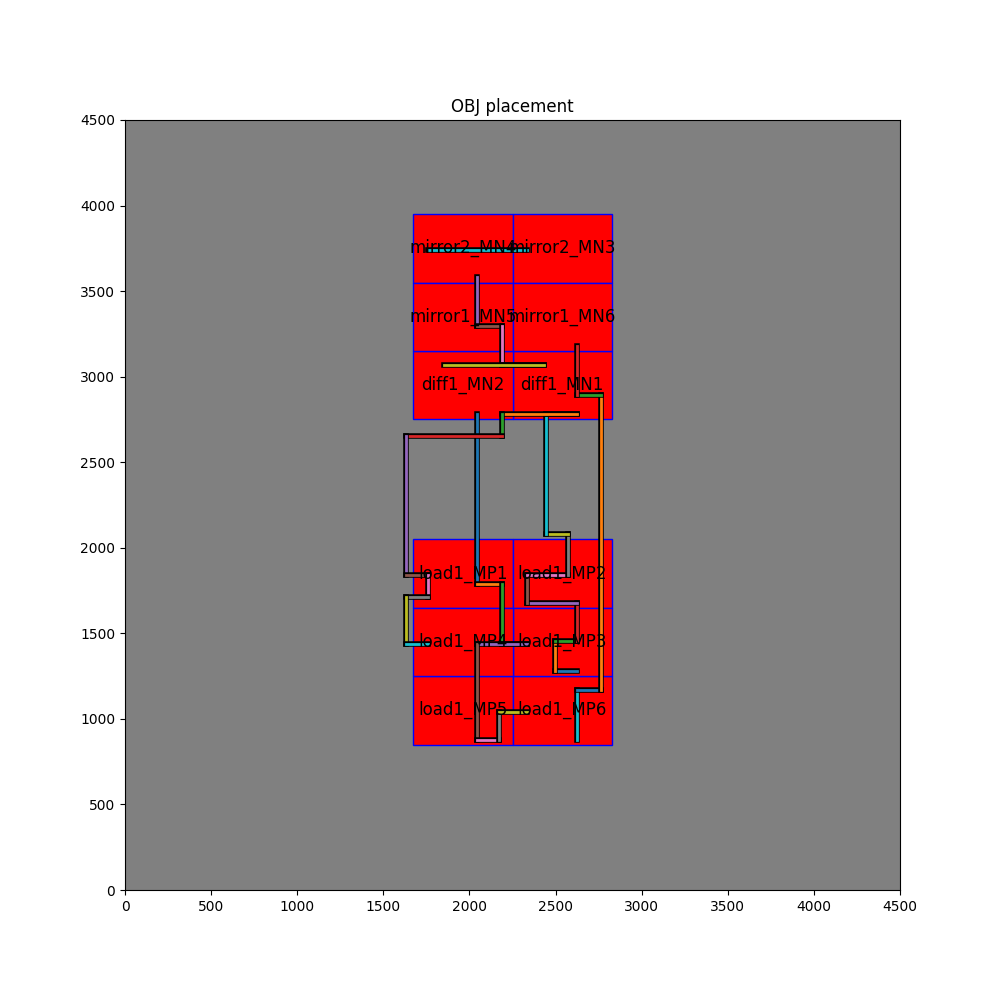 OBJ placement
4500
4000
3500
3000
2500
2000
1500
1000
500
0
mirror2_MN4 mirror2_MN3
mirror1_MN5 mirror1_MN6
diff1_MN2 diff1_MN1
load1_MP1 load1_MP2
load1_MP4 load1_MP3
load1_MP5 load1_MP6
0 500 1000 1500 2000 2500 3000 3500 4000 4500